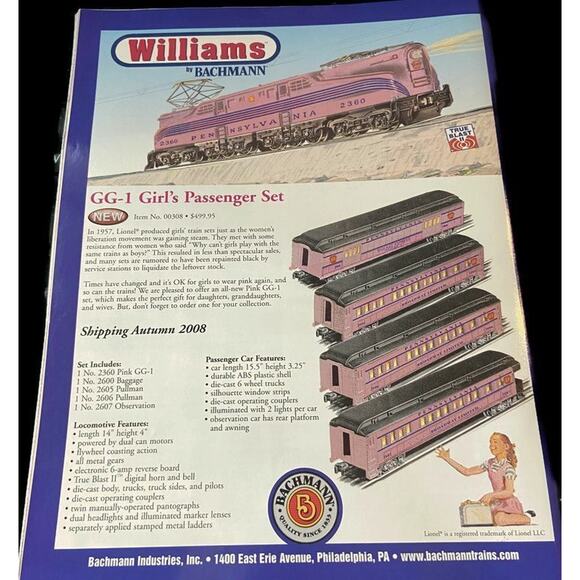 Williams
by BACHMANN
2360
PENNSYLVANIA
2360
TRUE
BLAST
II
GG-1 Girl's Passenger Set
NEW Item No. 00308 • $499.95
In 1957, Lionel® produced girls' train sets just as the women's
liberation movement was gaining steam. They met with some
resistance from women who said "Why can't girls play with the
same trains as boys?" This resulted in less than spectacular sales,
and many sets are rumored to have been repainted black by
service stations to liquidate the leftover stock.
Times have changed and it's OK for girls to wear pink again, and
so can the trains! We are pleased to offer an all-new Pink GG-1
set, which makes the perfect gift for daughters, granddaughters,
and wives. But, don't forget to order one for your collection.
Shipping Autumn 2008
Set Includes:
1 No. 2360 Pink GG-1
1 No. 2600 Baggage
1 No. 2605 Pullman
1 No. 2606 Pullman
1 No. 2607 Observation
Locomotive Features:
• length 14" height 4"
• powered by dual can motors
• flywheel coasting action
• all metal gears
• electronic 6-amp reverse board
• True Blast II™ digital horn and bell
• die-cast body, trucks, truck sides, and pilots
• die-cast operating couplers
• twin manually-operated pantographs
• dual headlights and illuminated marker lenses
• separately applied stamped metal ladders
Passenger Car Features:
• car length 15.5" height 3.25"
• durable ABS plastic shell
• die-cast 6 wheel trucks
• silhouette window strips
• die-cast operating couplers
• illuminated with 2 lights per car
• observation car has rear platform
and awning
BROADWAY LIMITED
BROADWAY LIMITED
BROADWAY LIMITED
BACHMANN
5
QUALITY SINCE 1833
Lionel® is a registered trademark of Lionel LLC
Bachmann Industries, Inc. • 1400 East Erie Avenue, Philadelphia, PA • www.bachmanntrains.com